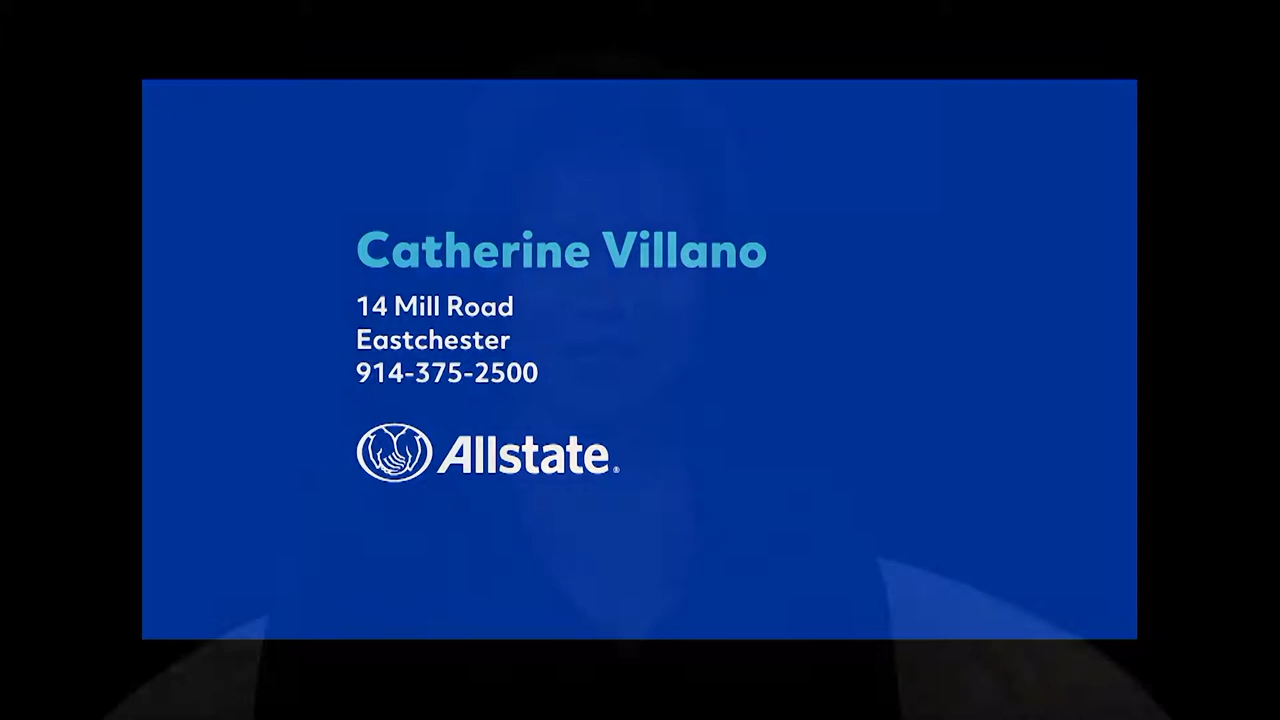 Catherine Villano
14 Mill Road
Eastchester
914-375-2500
Allstate®